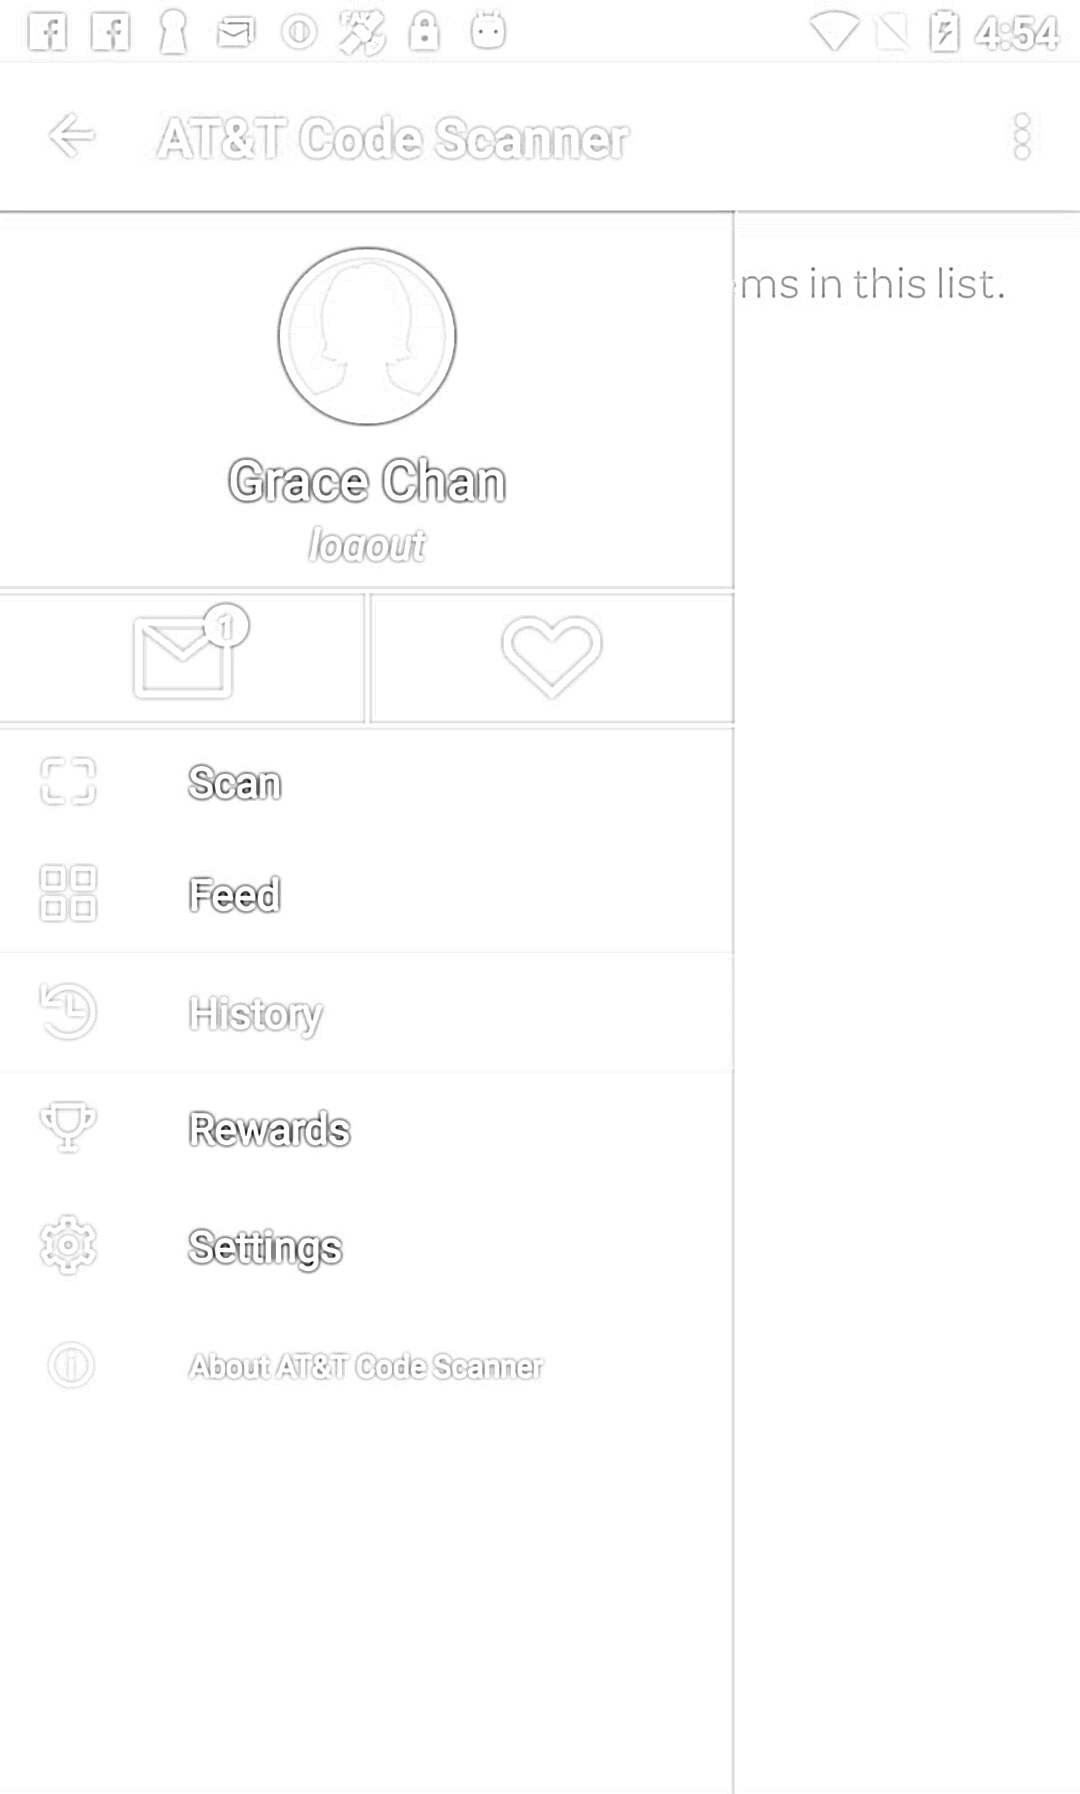 4:54
AT&T Code Scanner
ms in this list.
Grace Chan
logout
1
Scan
Feed
History
Rewards
Settings
About AT&T Code Scanner